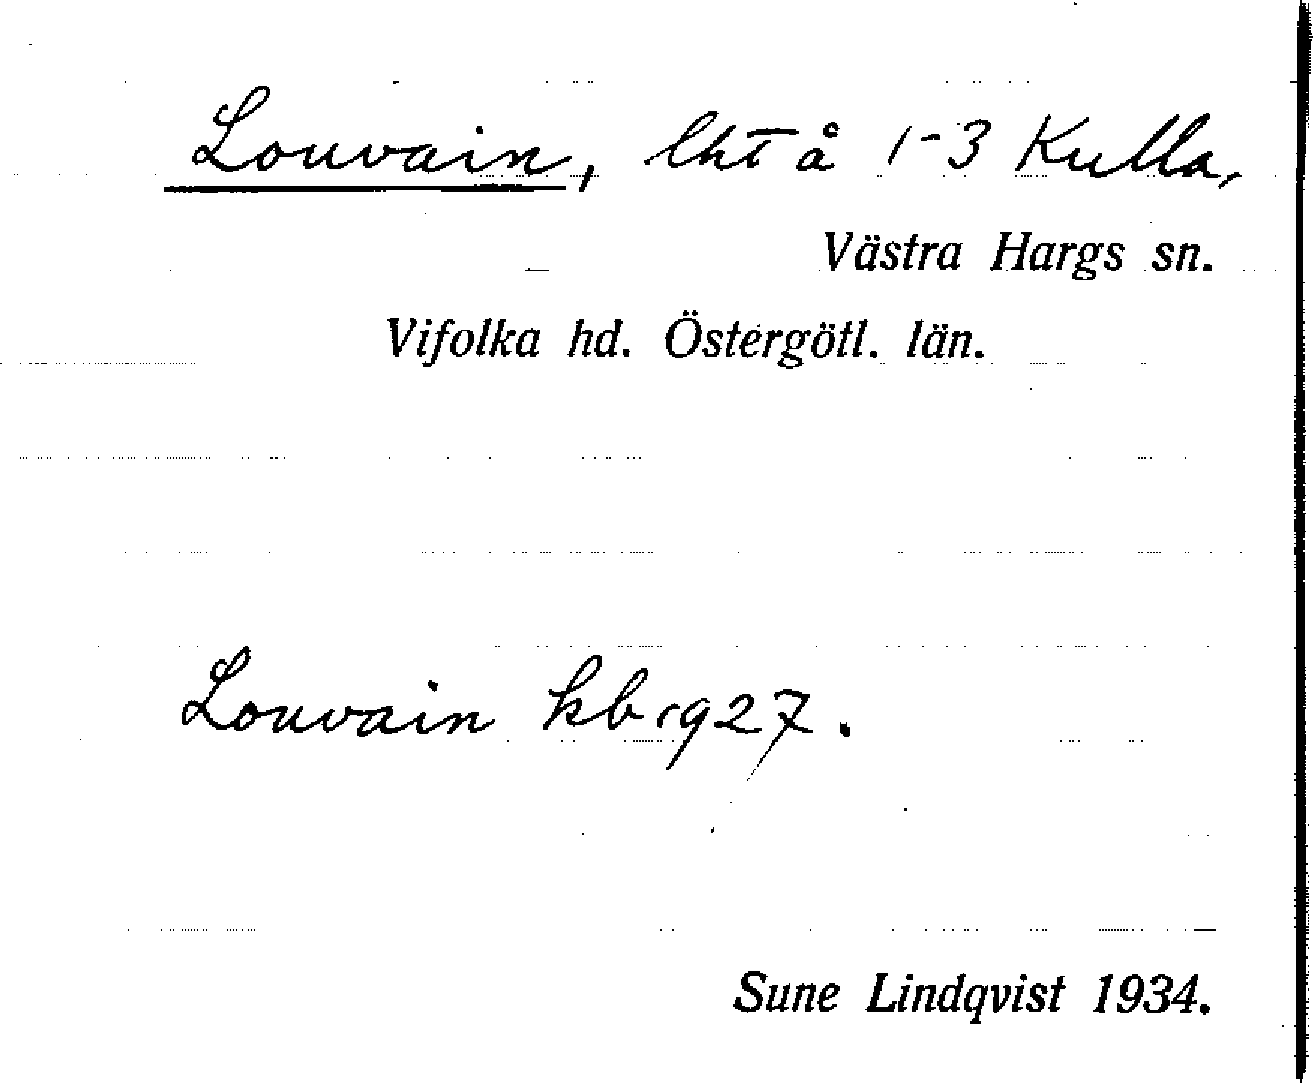 Louvain, lht å 1-3 Kulla,
Västra Hargs sn.
Vifolka hd. Östergötl. län.
Louvain kb 1927.
Sune Lindqvist 1934.